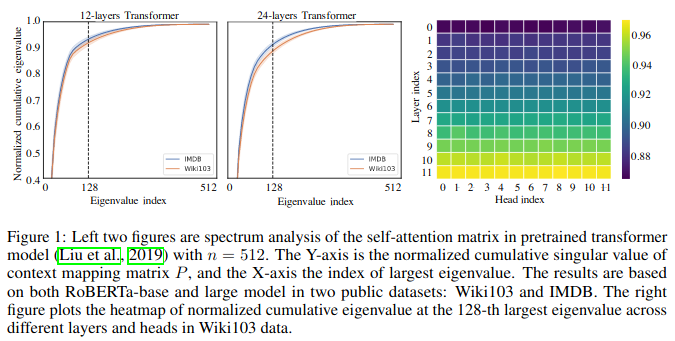 12-layers Transformer
24-layers Transformer
Normalized cumulative eigenvalue
1.0
0.9
0.8
0.7
0.6
0.5
0.4
0
128
512
Eigenvalue index
IMDB
Wiki103
0
128
512
Eigenvalue index
IMDB
Wiki103
Layer index
0
1
2
3
4
5
6
7
8
9
10
11
0 1 2 3 4 5 6 7 8 9 10 11
Head index
0.96
0.94
0.92
0.90
0.88
Figure 1: Left two figures are spectrum analysis of the self-attention matrix in pretrained transformer
model (Liu et al., 2019) with n = 512. The Y-axis is the normalized cumulative singular value of
context mapping matrix P, and the X-axis the index of largest eigenvalue. The results are based
on both RoBERTa-base and large model in two public datasets: Wiki103 and IMDB. The right
figure plots the heatmap of normalized cumulative eigenvalue at the 128-th largest eigenvalue across
different layers and heads in Wiki103 data.